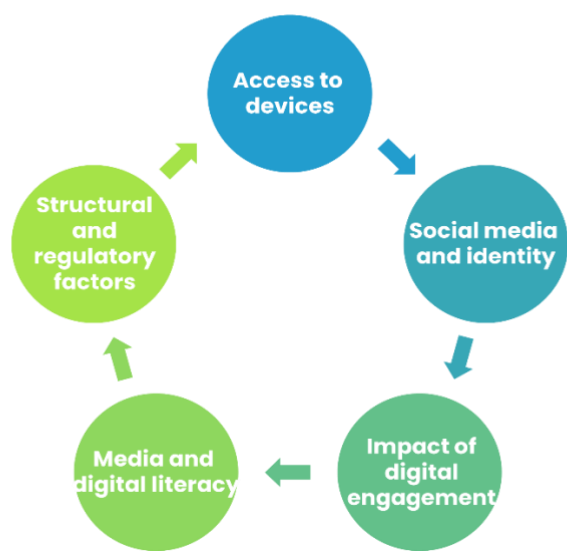 Access to
devices
Social media
and identity
Impact of
digital
engagement
Media and
digital literacy
Structural
and
regulatory
factors